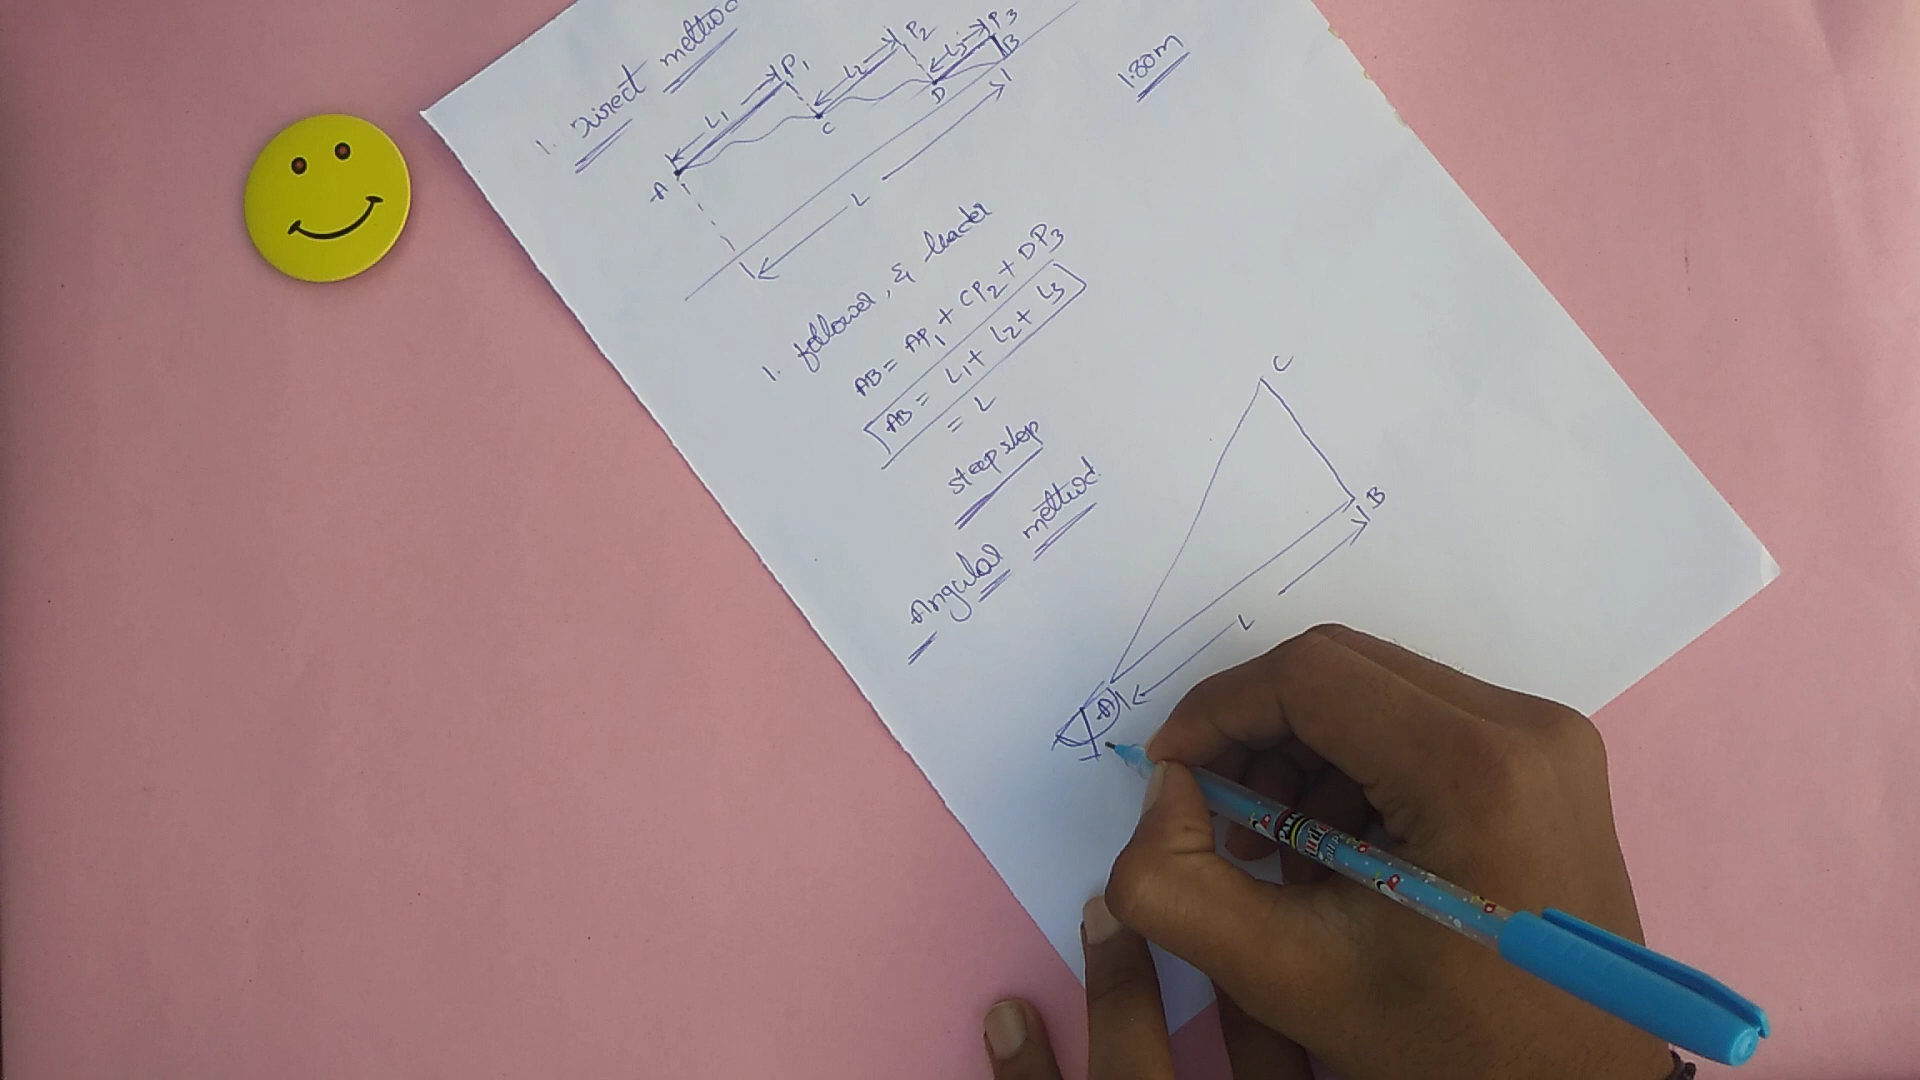 1. Direct method
L1
P1
L2
P2
L3
P3
A
C
D
B
L
1.80m
1. follower, & leader
AB = AP1 + CP2 + DP3
AB = L1 + L2 + L3
= L
steep slop
Angular method
C
B
L
A